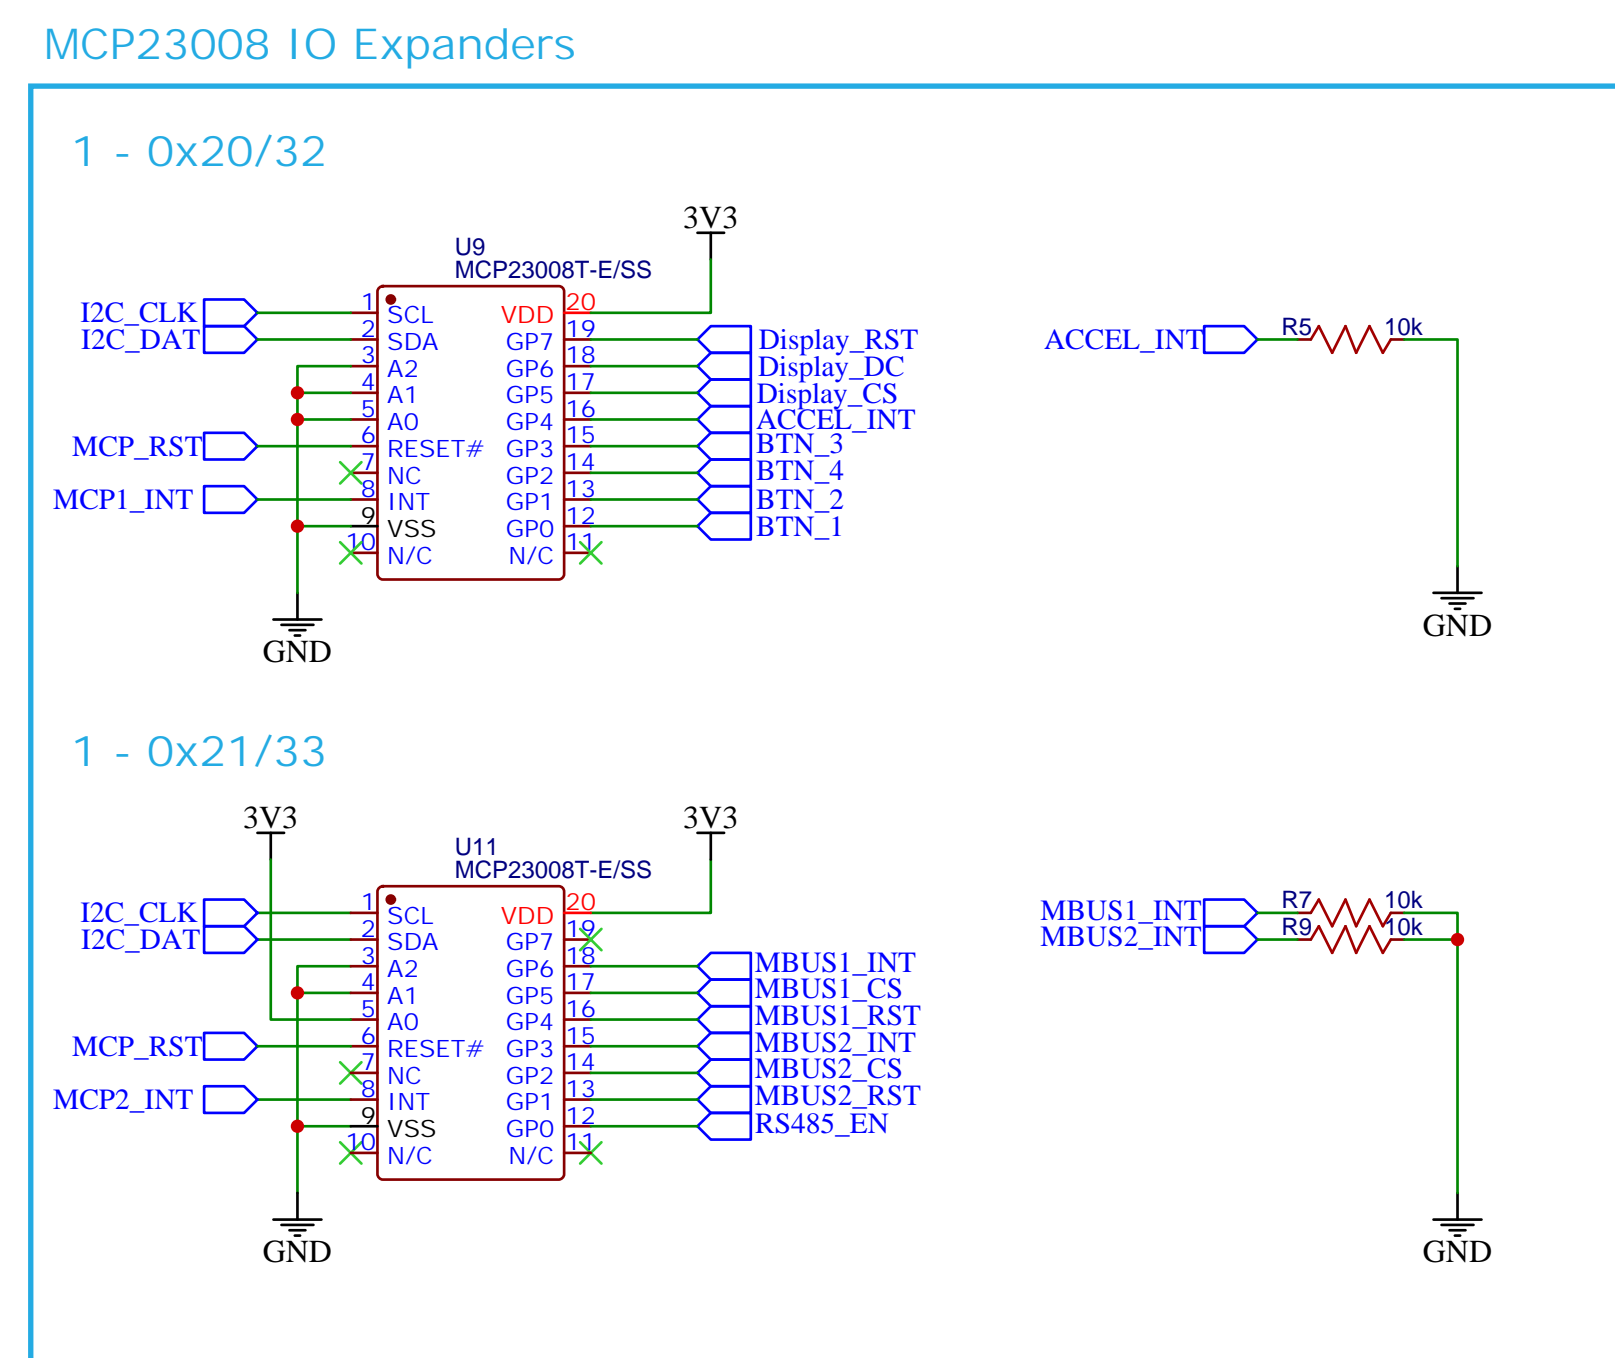 MCP23008 IO Expanders
1 - 0x20/32
3V3
U9
MCP23008T-E/SS
I2C_CLK 1 SCL VDD 20
I2C_DAT 2 SDA GP7 19 Display_RST
3 A2 GP6 18 Display_DC
4 A1 GP5 17 Display_CS
5 A0 GP4 16 ACCEL_INT
MCP_RST 6 RESET# GP3 15 BTN_3
7 NC GP2 14 BTN_4
MCP1_INT 8 INT GP1 13 BTN_2
9 VSS GP0 12 BTN_1
10 N/C N/C 11
GND
ACCEL_INT R5 10k
GND
1 - 0x21/33
3V3 3V3
U11
MCP23008T-E/SS
I2C_CLK 1 SCL VDD 20
I2C_DAT 2 SDA GP7 19
3 A2 GP6 18 MBUS1_INT
4 A1 GP5 17 MBUS1_CS
5 A0 GP4 16 MBUS1_RST
MCP_RST 6 RESET# GP3 15 MBUS2_INT
7 NC GP2 14 MBUS2_CS
MCP2_INT 8 INT GP1 13 MBUS2_RST
9 VSS GP0 12 RS485_EN
10 N/C N/C 11
GND
MBUS1_INT R7 10k
MBUS2_INT R9 10k
GND